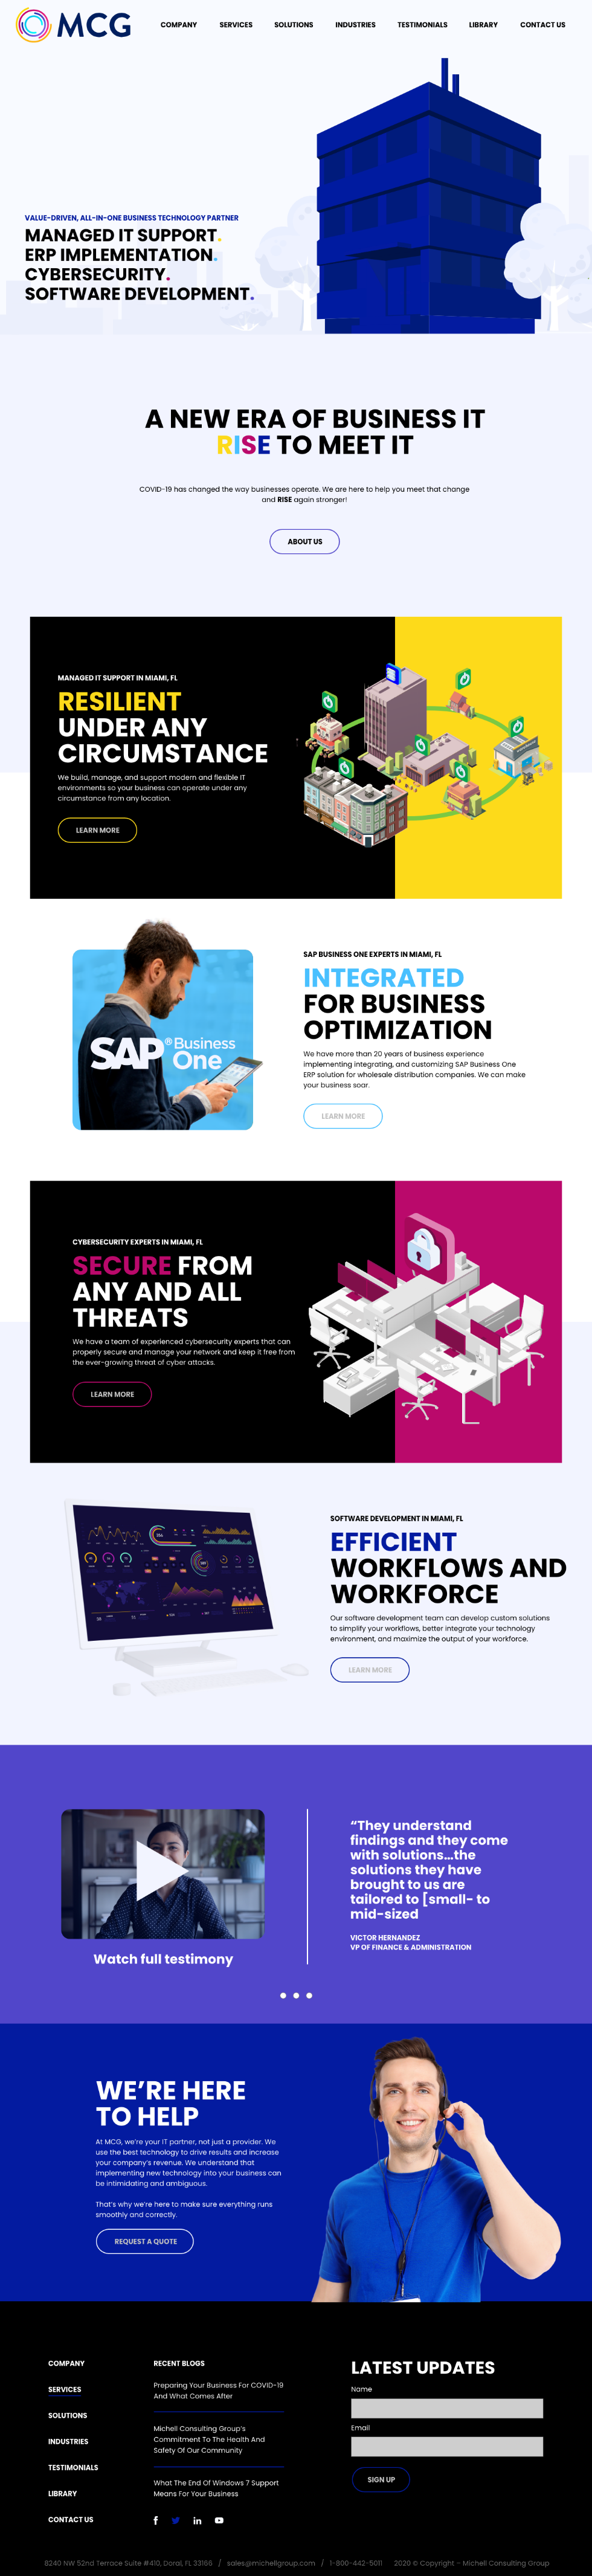 MCG
COMPANY
SERVICES
SOLUTIONS
INDUSTRIES
TESTIMONIALS
LIBRARY
CONTACT US
VALUE-DRIVEN, ALL-IN-ONE BUSINESS TECHNOLOGY PARTNER
MANAGED IT SUPPORT.
ERP IMPLEMENTATION.
CYBERSECURITY.
SOFTWARE DEVELOPMENT.
A NEW ERA OF BUSINESS IT
RISE TO MEET IT
COVID-19 has changed the way businesses operate. We are here to help you meet that change
and RISE again stronger!
ABOUT US
MANAGED IT SUPPORT IN MIAMI, FL
RESILIENT
UNDER ANY
CIRCUMSTANCE
We build, manage, and support modern and flexible IT
environments so your business can operate under any
circumstance from any location.
LEARN MORE
SAP® Business One
SAP BUSINESS ONE EXPERTS IN MIAMI, FL
INTEGRATED
FOR BUSINESS
OPTIMIZATION
We have more than 20 years of business experience
implementing integrating, and customizing SAP Business One
ERP solution for wholesale distribution companies. We can make
your business soar.
LEARN MORE
CYBERSECURITY EXPERTS IN MIAMI, FL
SECURE FROM
ANY AND ALL
THREATS
We have a team of experienced cybersecurity experts that can
properly secure and manage your network and keep it free from
the ever-growing threat of cyber attacks.
LEARN MORE
SOFTWARE DEVELOPMENT IN MIAMI, FL
EFFICIENT
WORKFLOWS AND
WORKFORCE
Our software development team can develop custom solutions
to simplify your workflows, better integrate your technology
environment, and maximize the output of your workforce.
LEARN MORE
Watch full testimony
“They understand
findings and they come
with solutions...the
solutions they have
brought to us are
tailored to [small- to
mid-sized
VICTOR HERNANDEZ
VP OF FINANCE & ADMINISTRATION
WE’RE HERE
TO HELP
At MCG, we’re your IT partner, not just a provider. We
use the best technology to drive results and increase
your company’s revenue. We understand that
implementing new technology into your business can
be intimidating and ambiguous.
That’s why we’re here to make sure everything runs
smoothly and correctly.
REQUEST A QUOTE
COMPANY
SERVICES
SOLUTIONS
INDUSTRIES
TESTIMONIALS
LIBRARY
CONTACT US
RECENT BLOGS
Preparing Your Business For COVID-19
And What Comes After
Michell Consulting Group’s
Commitment To The Health And
Safety Of Our Community
What The End Of Windows 7 Support
Means For Your Business
LATEST UPDATES
Name
Email
SIGN UP
8240 NW 52nd Terrace Suite #410, Doral, FL 33166 / sales@michellgroup.com / 1-800-442-5011 2020 © Copyright - Michell Consulting Group